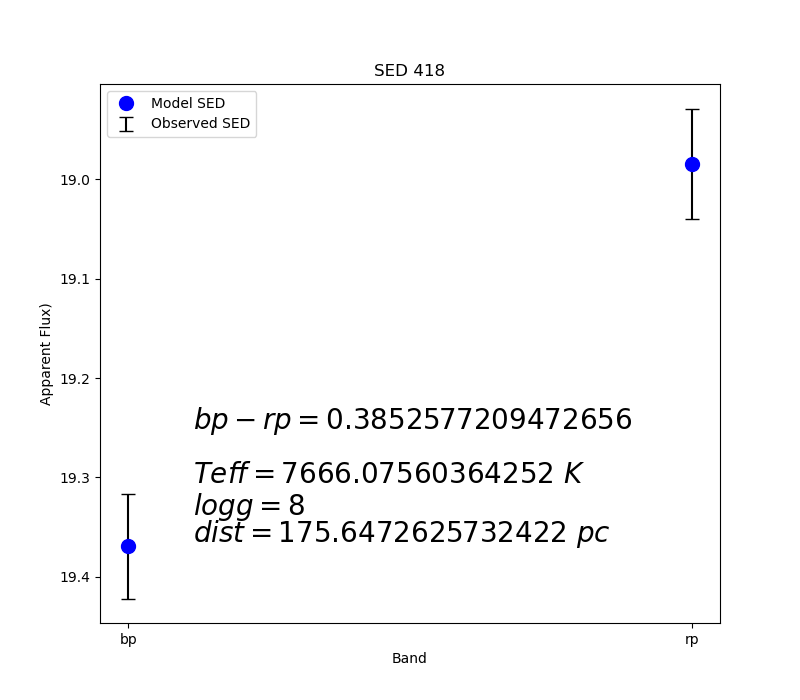 SED 418
Model SED
Observed SED
19.0
19.1
19.2
19.3
19.4
Apparent Flux)
bp − rp = 0.3852577209472656
Teff = 7666.07560364252 K
logg = 8
dist = 175.6472625732422 pc
bp
rp
Band